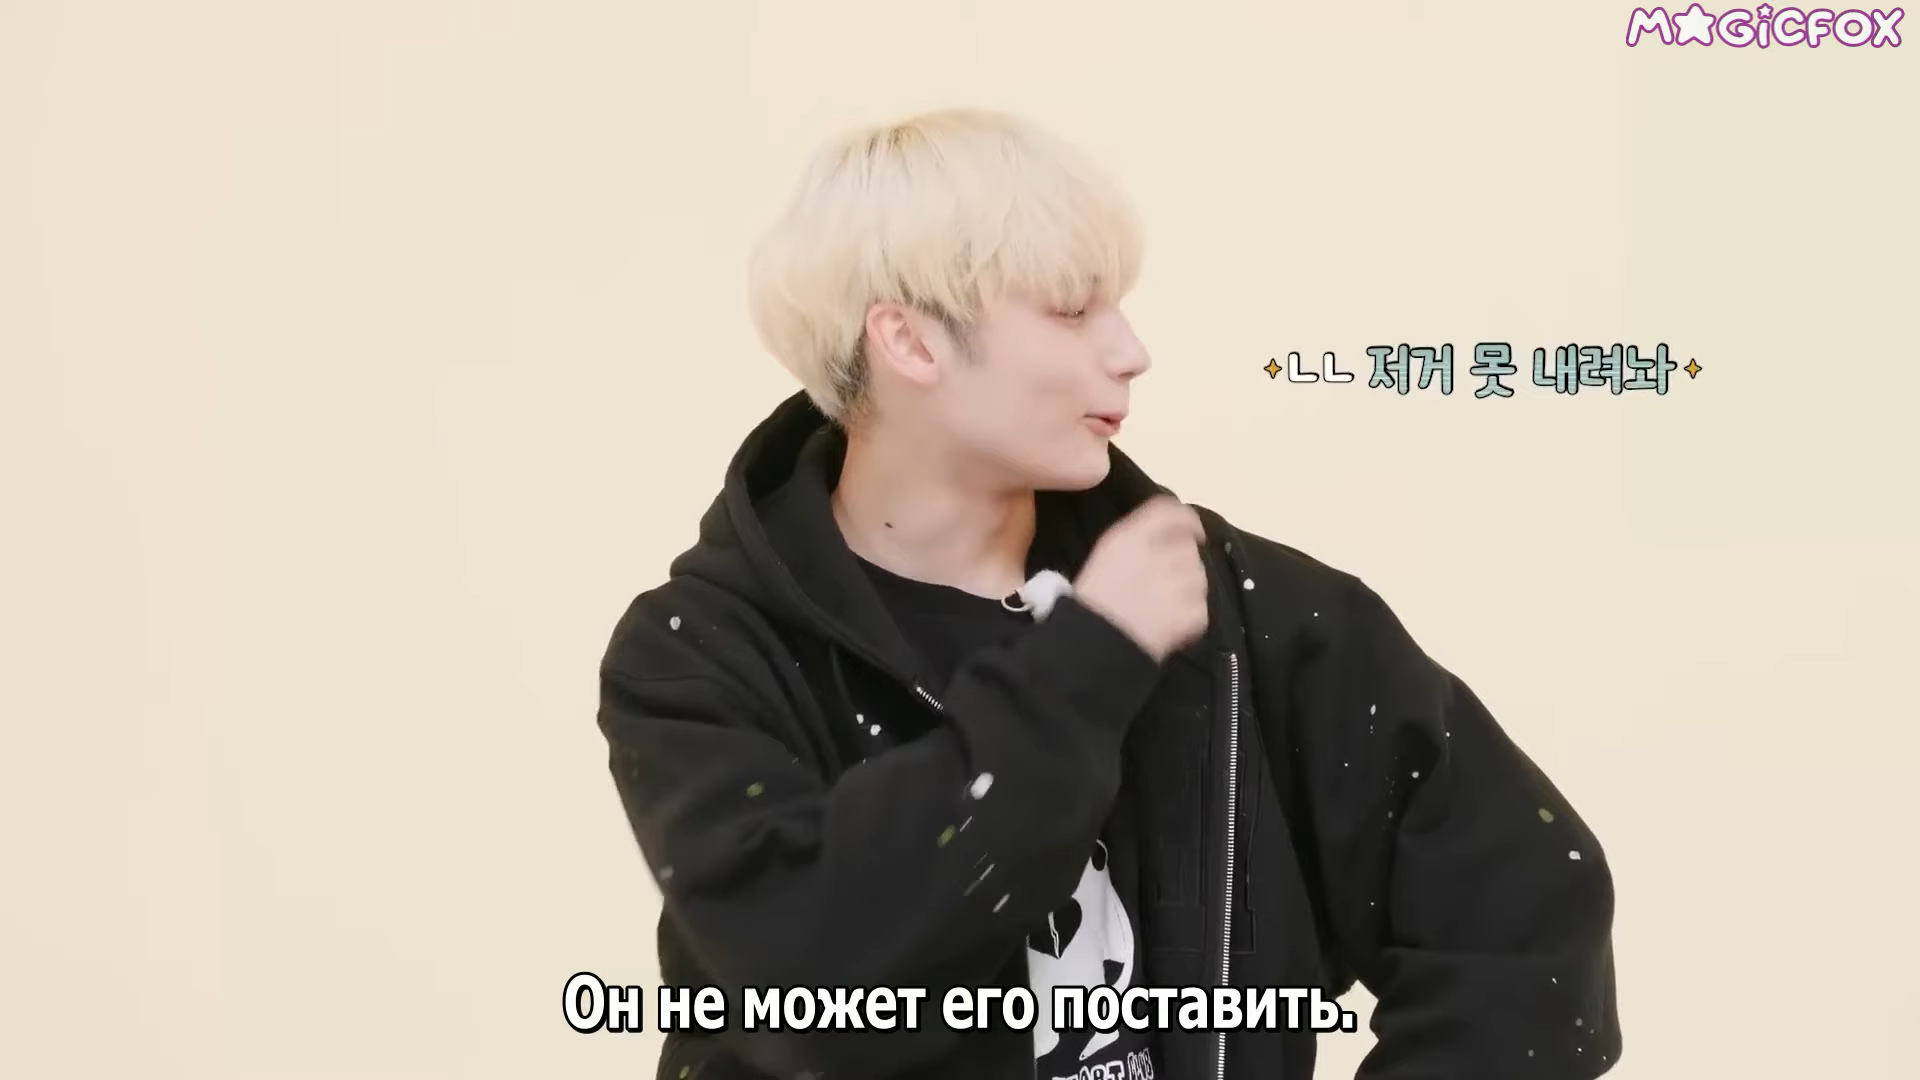 MAGICFOX
ㄴㄴ 저거 못 내려놔
Он не может его поставить.